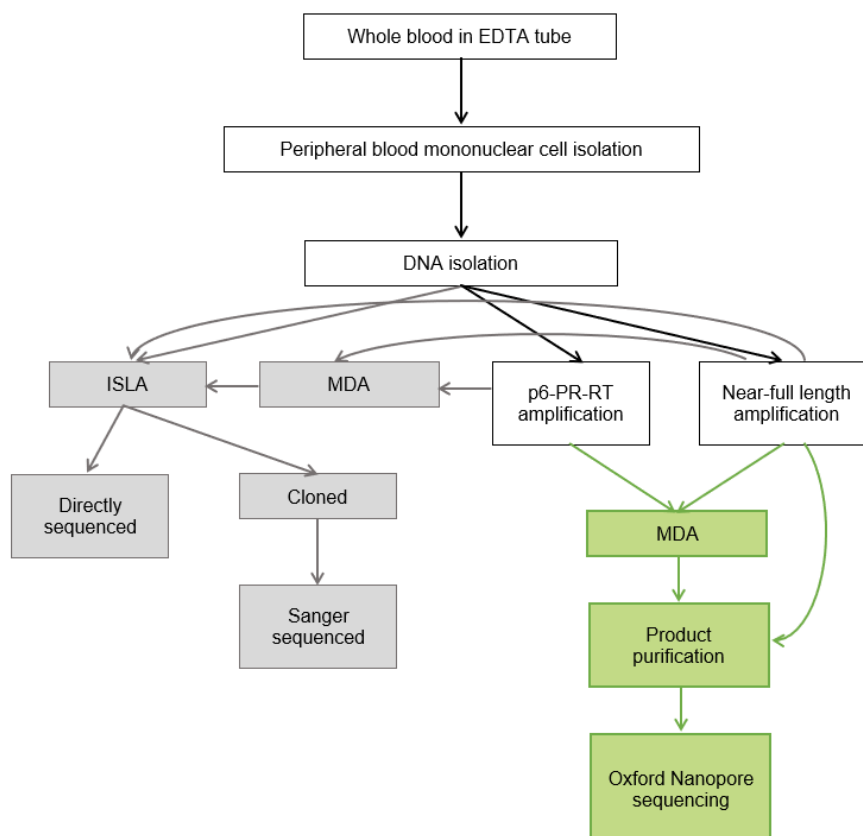 Whole blood in EDTA tube
Peripheral blood mononuclear cell isolation
DNA isolation
ISLA
MDA
p6-PR-RT
amplification
Near-full length
amplification
Directly
sequenced
Cloned
MDA
Sanger
sequenced
Product
purification
Oxford Nanopore
sequencing